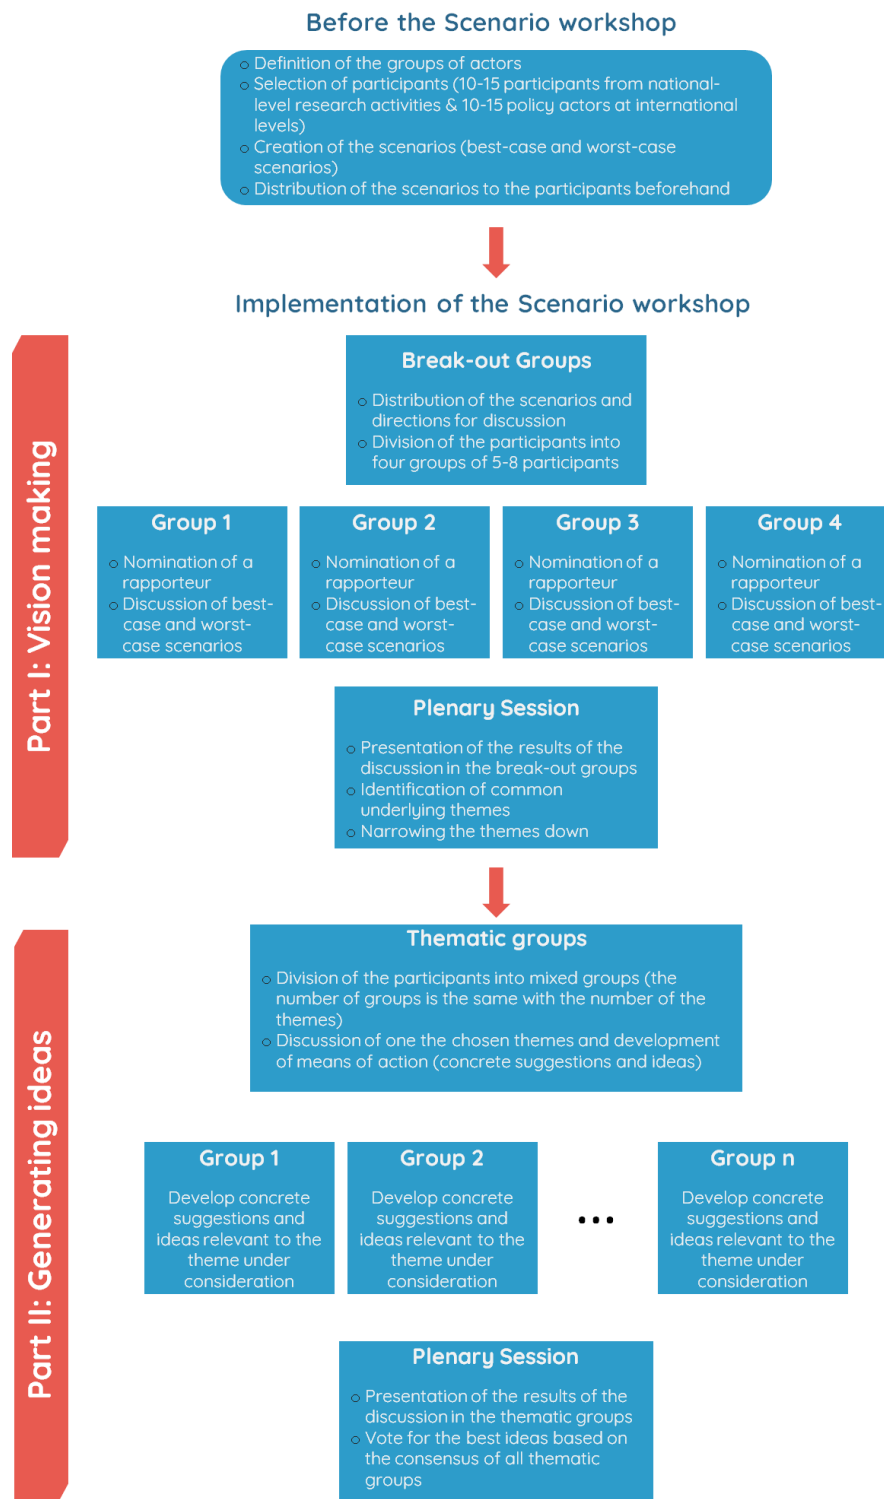 Before the Scenario workshop
○ Definition of the groups of actors
○ Selection of participants (10-15 participants from national-
level research activities & 10-15 policy actors at international
levels)
○ Creation of the scenarios (best-case and worst-case
scenarios)
○ Distribution of the scenarios to the participants beforehand
Implementation of the Scenario workshop
Part I: Vision making
Break-out Groups
○ Distribution of the scenarios and
directions for discussion
○ Division of the participants into
four groups of 5-8 participants
Group 1
○ Nomination of a
rapporteur
○ Discussion of best-
case and worst-
case scenarios
Group 2
○ Nomination of a
rapporteur
○ Discussion of best-
case and worst-
case scenarios
Group 3
○ Nomination of a
rapporteur
○ Discussion of best-
case and worst-
case scenarios
Group 4
○ Nomination of a
rapporteur
○ Discussion of best-
case and worst-
case scenarios
Plenary Session
○ Presentation of the results of the
discussion in the break-out groups
○ Identification of common
underlying themes
○ Narrowing the themes down
Part II: Generating ideas
Thematic groups
○ Division of the participants into mixed groups (the
number of groups is the same with the number of the
themes)
○ Discussion of one the chosen themes and development
of means of action (concrete suggestions and ideas)
Group 1
Develop concrete
suggestions and
ideas relevant to the
theme under
consideration
Group 2
Develop concrete
suggestions and
ideas relevant to the
theme under
consideration
...
Group n
Develop concrete
suggestions and
ideas relevant to the
theme under
consideration
Plenary Session
○ Presentation of the results of the
discussion in the thematic groups
○ Vote for the best ideas based on
the consensus of all thematic
groups